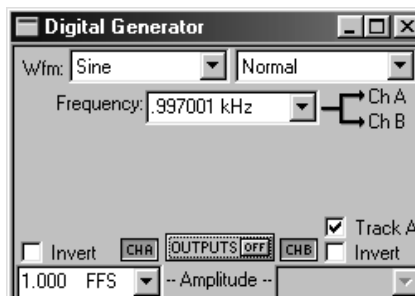 Digital Generator
Wfm: Sine Normal
Frequency: .997001 kHz Ch A
Ch B
Track A
Invert CHA OUTPUTS OFF CHB Invert
1.000 FFS -- Amplitude --